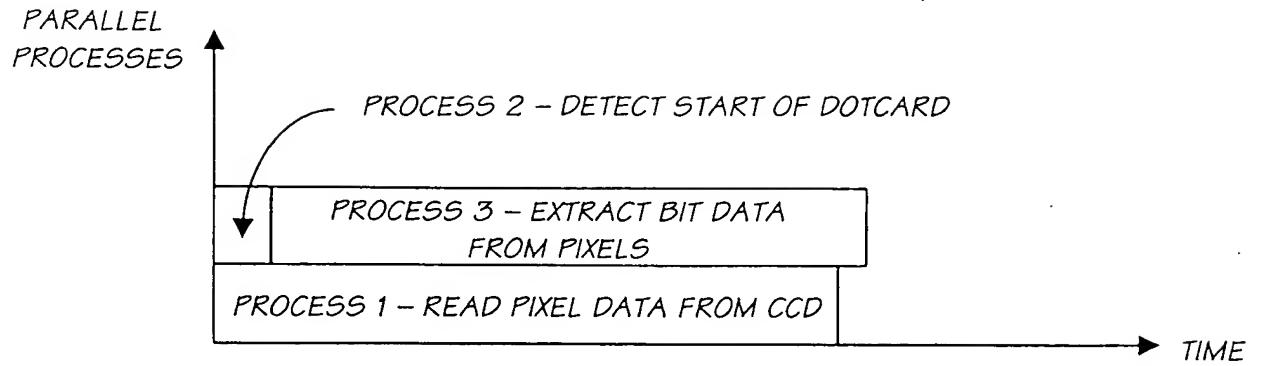 PARALLEL
PROCESSES
PROCESS 2 – DETECT START OF DOTCARD
PROCESS 3 – EXTRACT BIT DATA
FROM PIXELS
PROCESS 1 – READ PIXEL DATA FROM CCD
TIME